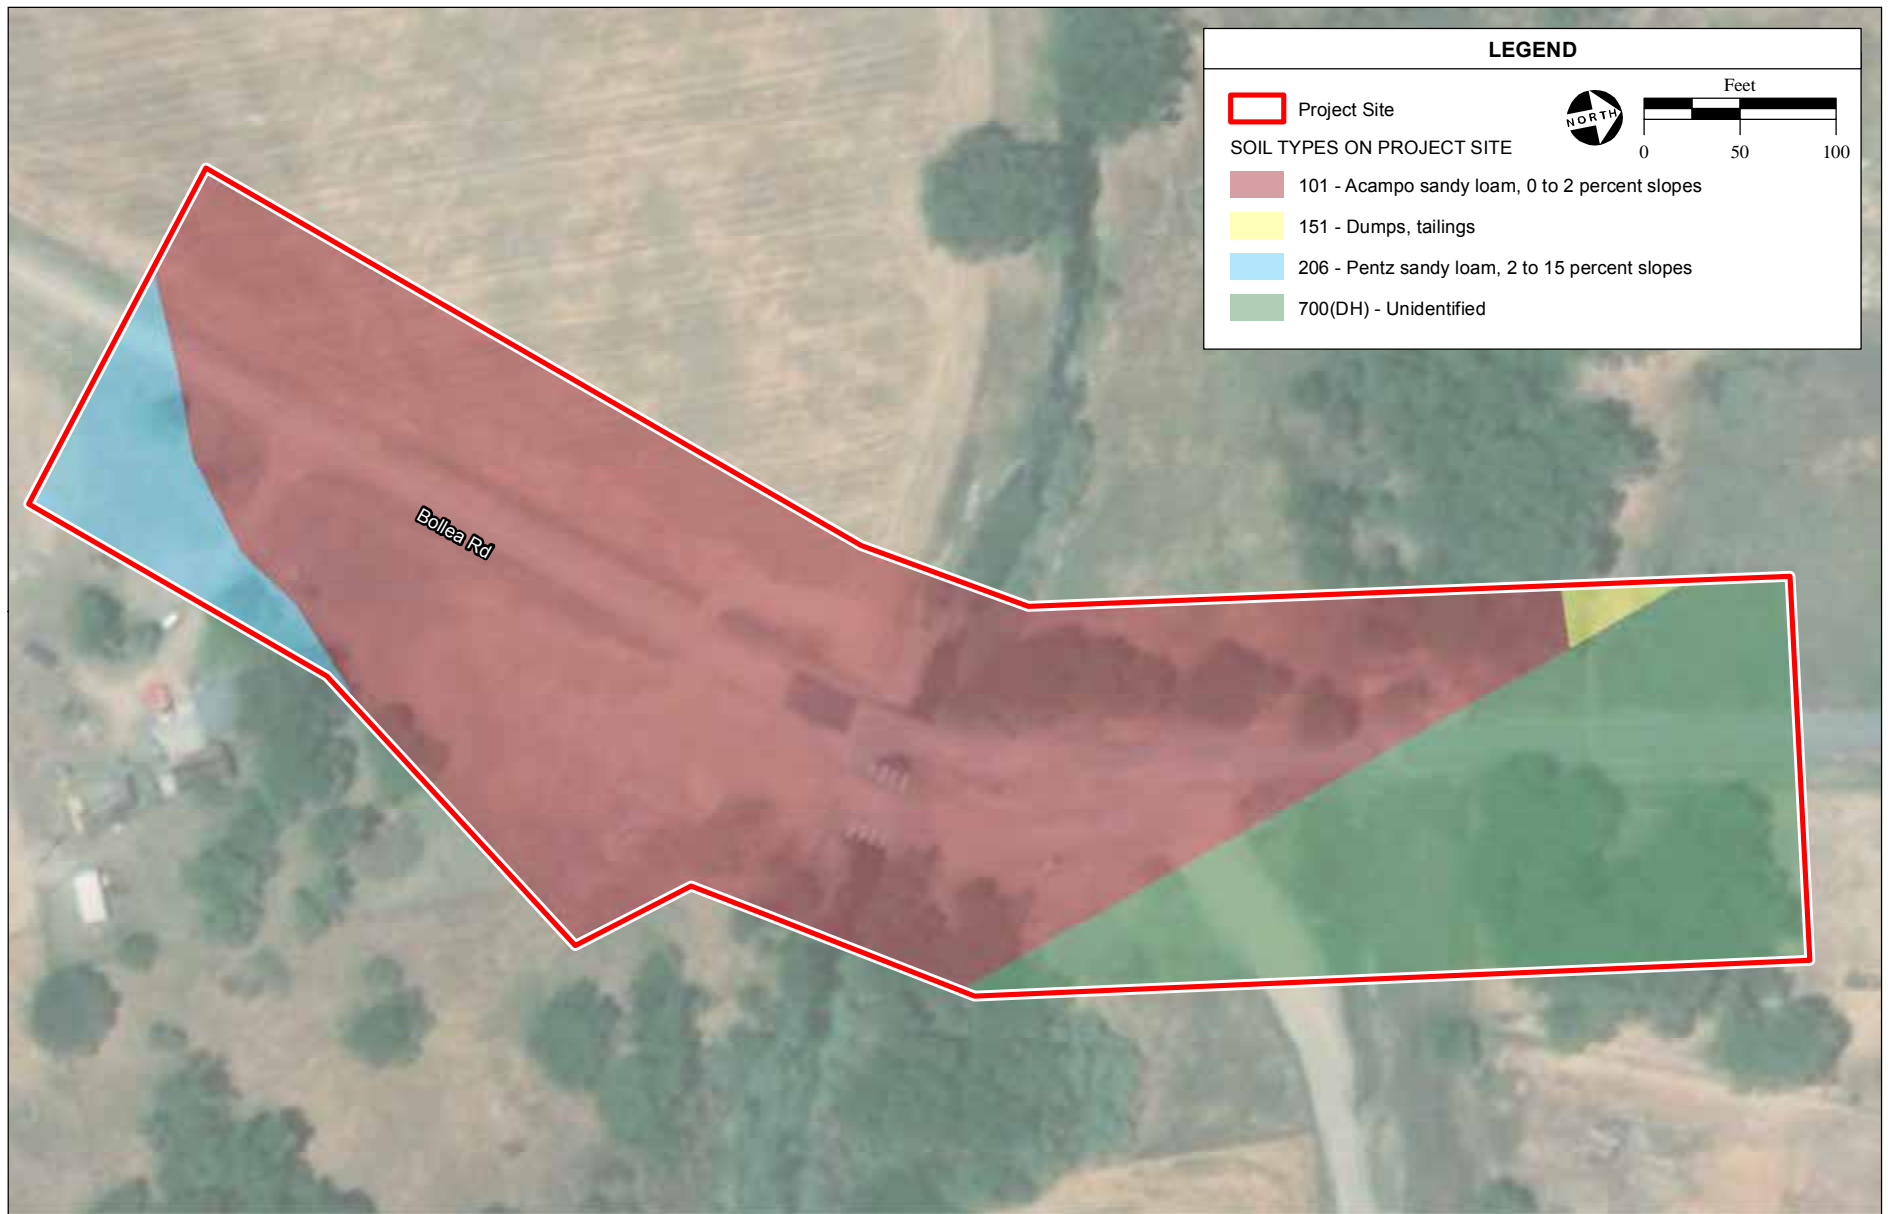 LEGEND
Project Site
NORTH
Feet
0 50 100
SOIL TYPES ON PROJECT SITE
101 - Acampo sandy loam, 0 to 2 percent slopes
151 - Dumps, tailings
206 - Pentz sandy loam, 2 to 15 percent slopes
700(DH) - Unidentified
Bollea Rd